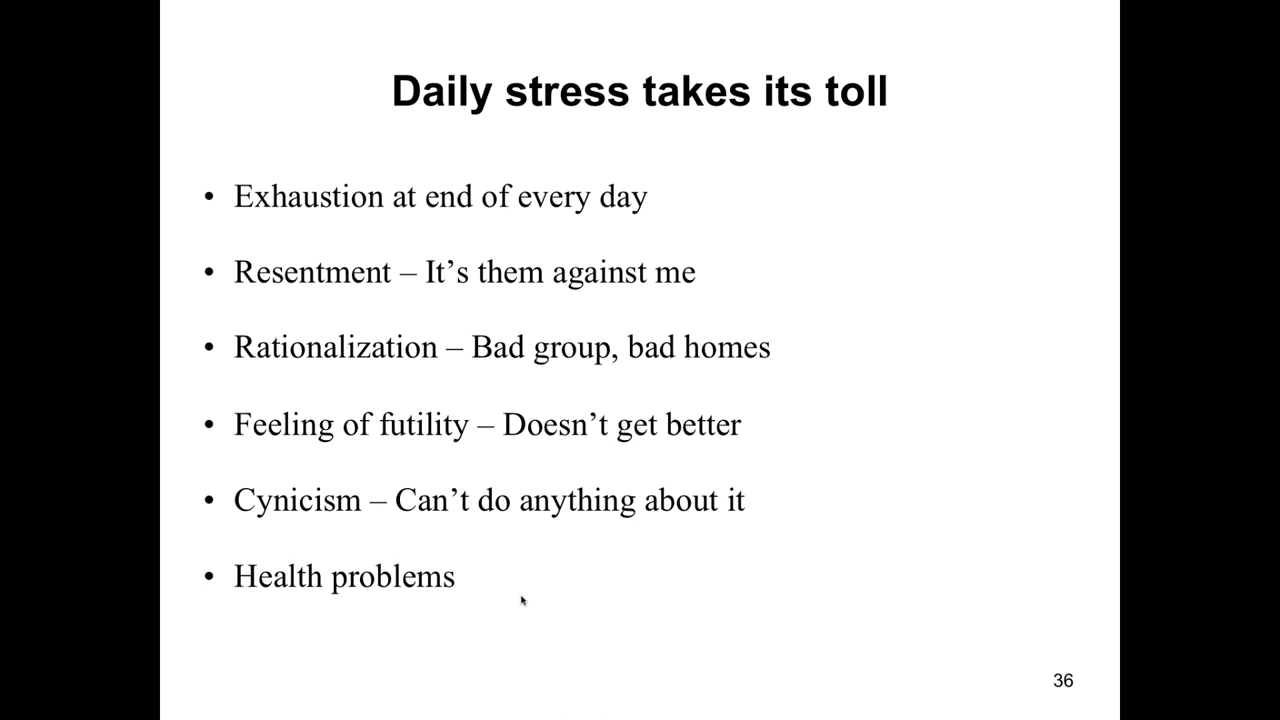 Daily stress takes its toll
• Exhaustion at end of every day
• Resentment – It’s them against me
• Rationalization – Bad group, bad homes
• Feeling of futility – Doesn’t get better
• Cynicism – Can’t do anything about it
• Health problems
36